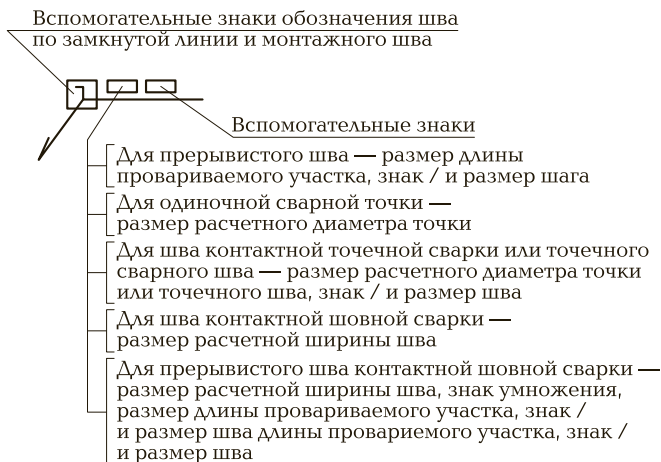 Вспомогательные знаки обозначения шва
по замкнутой линии и монтажного шва
Вспомогательные знаки
Для прерывистого шва — размер длины
провариваемого участка, знак / и размер шага
Для одиночной сварной точки —
размер расчетного диаметра точки
Для шва контактной точечной сварки или точечного
сварного шва — размер расчетного диаметра точки
или точечного шва, знак / и размер шва
Для шва контактной шовной сварки —
размер расчетной ширины шва
Для прерывистого шва контактной шовной сварки —
размер расчетной ширины шва, знак умножения,
размер длины провариваемого участка, знак /
и размер шва длины провариемого участка, знак /
и размер шва